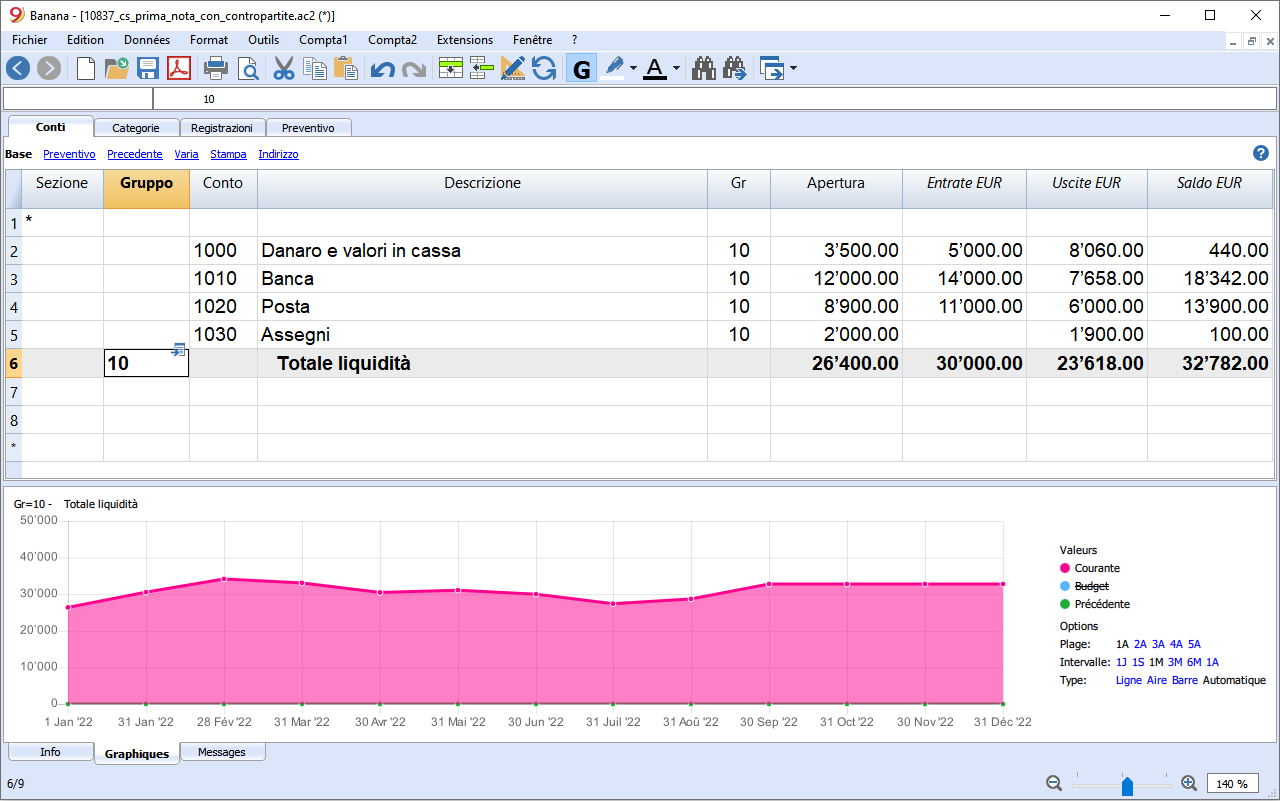 Banana - [10837_cs_prima_nota_con_contropartite.ac2 (*)]
Fichier Edition Données Format Outils Compta1 Compta2 Extensions Fenêtre ?
G A
10
Conti Categorie Registrazioni Preventivo
Base Preventivo Precedente Varia Stampa Indirizzo ?
Sezione Gruppo Conto Descrizione Gr Apertura Entrate EUR Uscite EUR Saldo EUR
1 *
2 1000 Danaro e valori in cassa 10 3’500.00 5’000.00 8’060.00 440.00
3 1010 Banca 10 12’000.00 14’000.00 7’658.00 18’342.00
4 1020 Posta 10 8’900.00 11’000.00 6’000.00 13’900.00
5 1030 Assegni 10 2’000.00 1’900.00 100.00
6 10 Totale liquidità 26’400.00 30’000.00 23’618.00 32’782.00
7
8
*
Gr=10 - Totale liquidità
50’000
40’000
30’000
20’000
10’000
0
1 Jan '22 31 Jan '22 28 Fév '22 31 Mar '22 30 Avr '22 31 Mai '22 30 Jun '22 31 Juil '22 31 Aoû '22 30 Sep '22 31 Oct '22 30 Nov '22 31 Déc '22
Valeurs
Courante
Budget
Précédente
Options
Plage: 1A 2A 3A 4A 5A
Intervalle: 1J 1S 1M 3M 6M 1A
Type: Ligne Aire Barre Automatique
Info Graphiques Messages
6/9 140 %